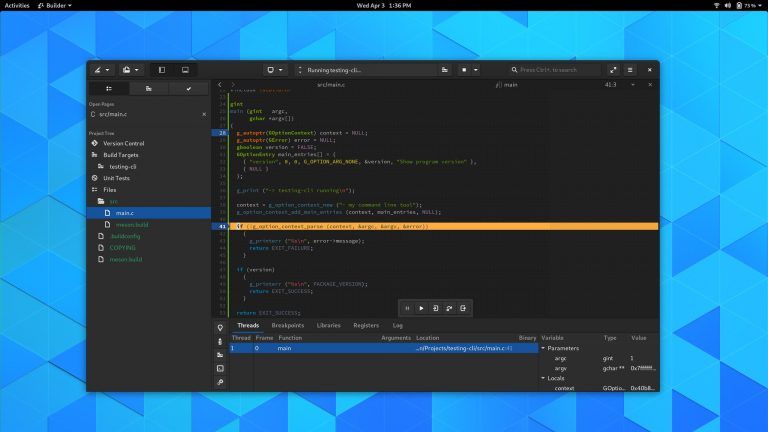 Activities
Builder
Wed Apr 3 1:36 PM
73 %
Running testing-cli...
Press Ctrl+. to search
src/main.c
main
41:3
Open Pages
src/main.c
Project Tree
Version Control
Build Targets
testing-cli
Unit Tests
Files
src
main.c
meson.build
.buildconfig
COPYING
meson.build
gint
main (gint argc,
gchar *argv[])
{
28 g_autoptr(GOptionContext) context = NULL;
g_autoptr(GError) error = NULL;
gboolean version = FALSE;
GOptionEntry main_entries[] = {
{ "version", 0, 0, G_OPTION_ARG_NONE, &version, "Show program version" },
{ NULL }
};
g_print ("-> testing-cli running\n");
context = g_option_context_new ("- my command line tool");
g_option_context_add_main_entries (context, main_entries, NULL);
41 if (!g_option_context_parse (context, &argc, &argv, &error))
{
g_printerr ("%s\n", error->message);
return EXIT_FAILURE;
}
if (version)
{
g_printerr ("%s\n", PACKAGE_VERSION);
return EXIT_SUCCESS;
}
return EXIT_SUCCESS;
Threads Breakpoints Libraries Registers Log
Thread Frame Function Arguments Location Binary
1 0 main ...n/Projects/testing-cli/src/main.c:41
Variable Type Value
Parameters
argc gint 1
argv gchar ** 0x7fffffff...
Locals
context GOptio... 0x40b8...